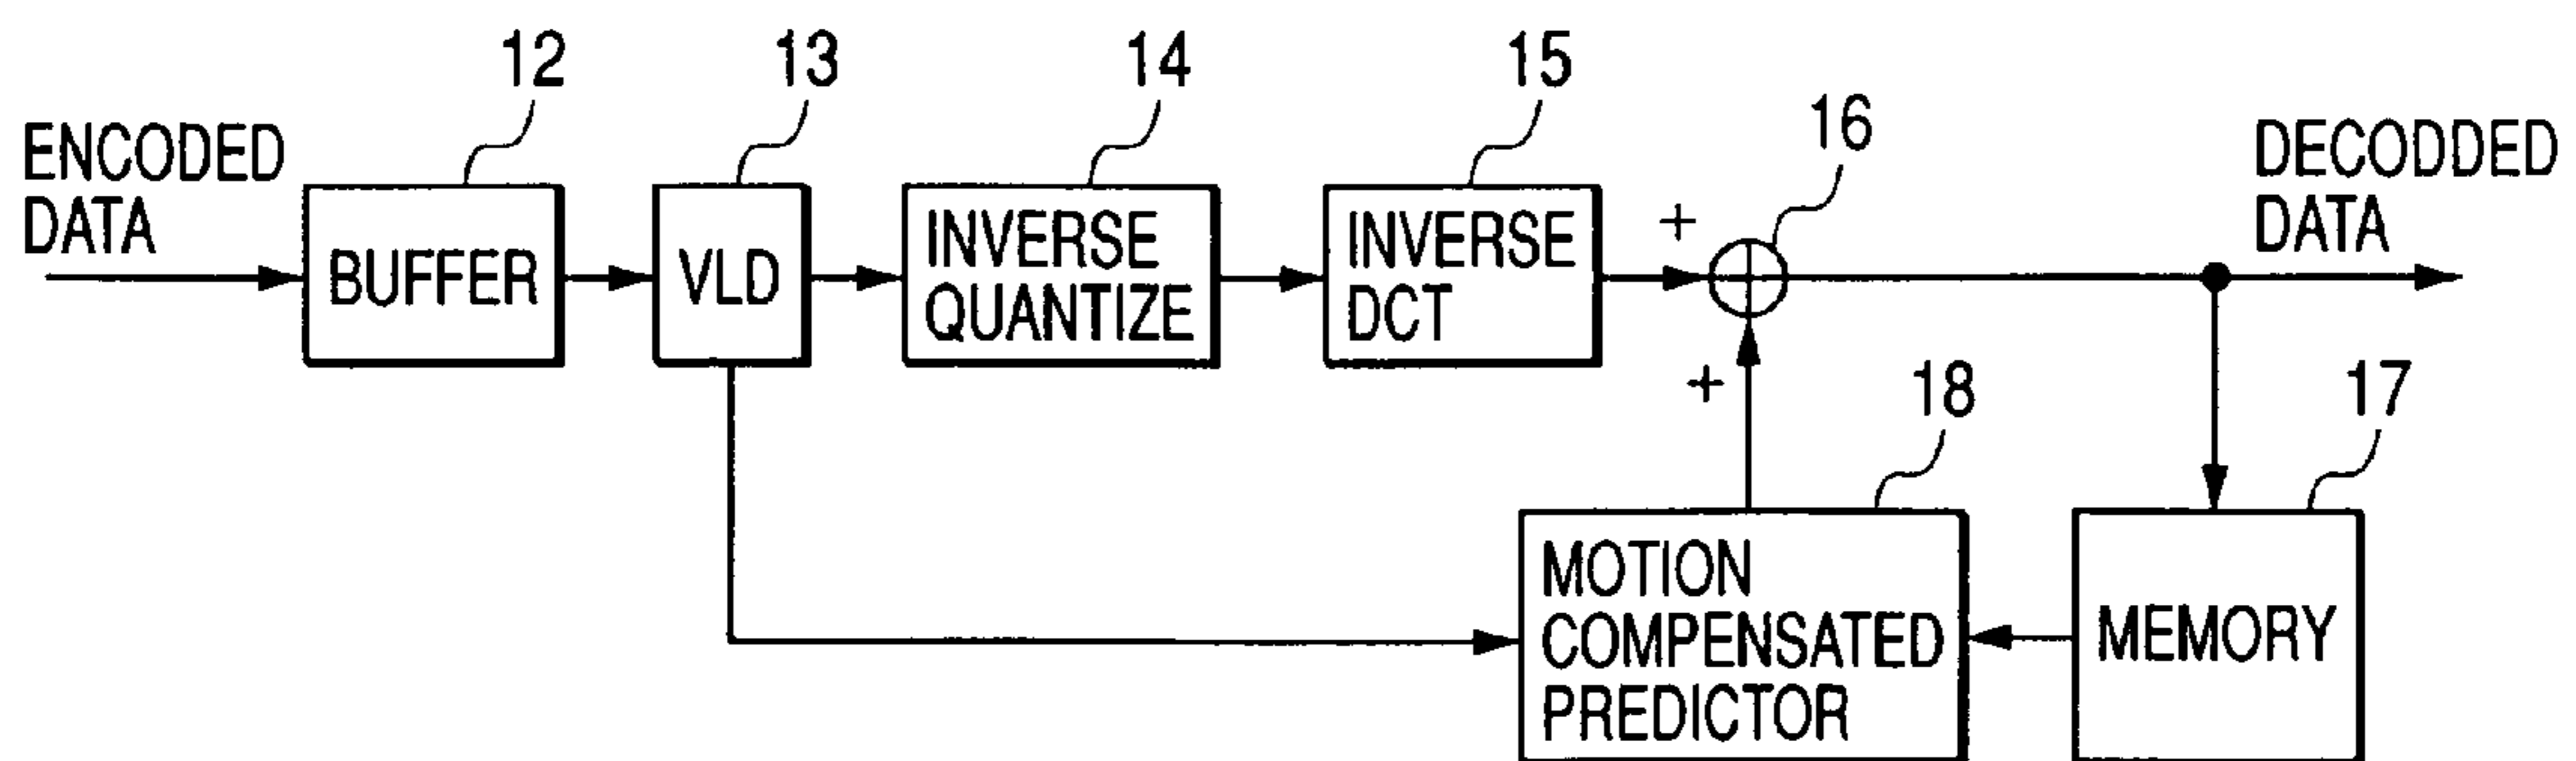 12
13
14
15
16
ENCODED
DATA
DECODDED
DATA
BUFFER
VLD
INVERSE
QUANTIZE
INVERSE
DCT
+
+
18
17
MOTION
COMPENSATED
PREDICTOR
MEMORY